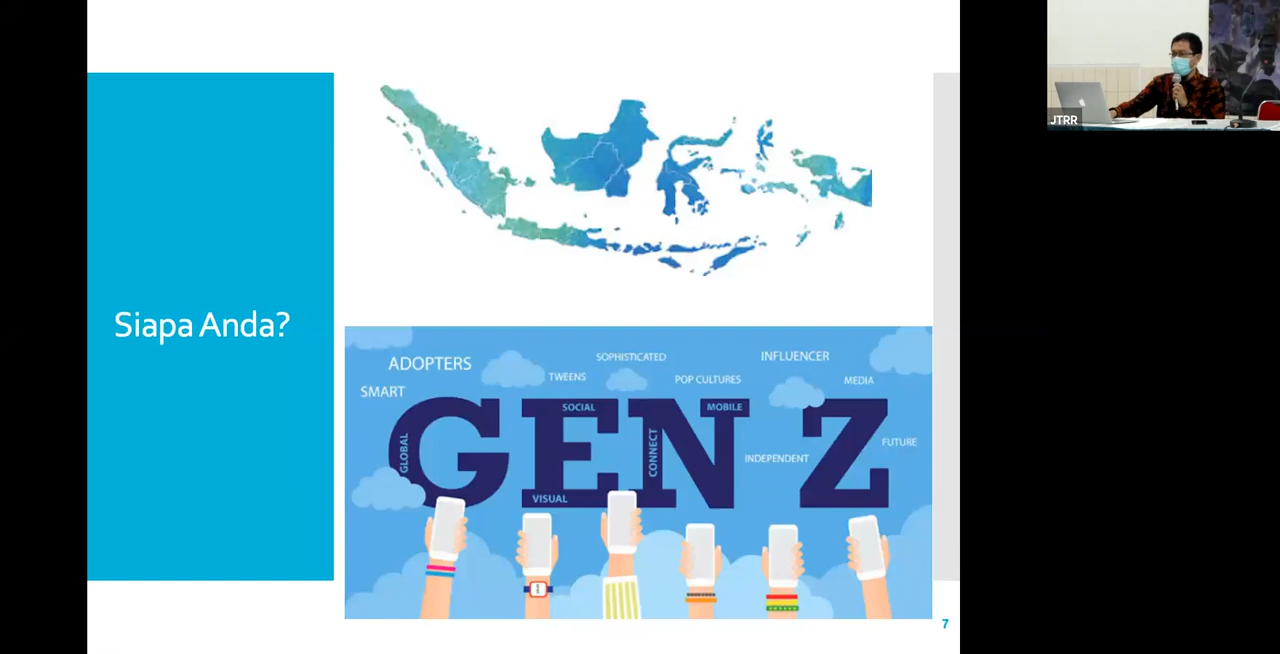 Siapa Anda?
ADOPTERS
SOPHISTICATED
INFLUENCER
TWEENS
POP CULTURES
MEDIA
SMART
GEN Z
SOCIAL
MOBILE
GLOBAL
CONNECT
INDEPENDENT
FUTURE
VISUAL
7
JTRR